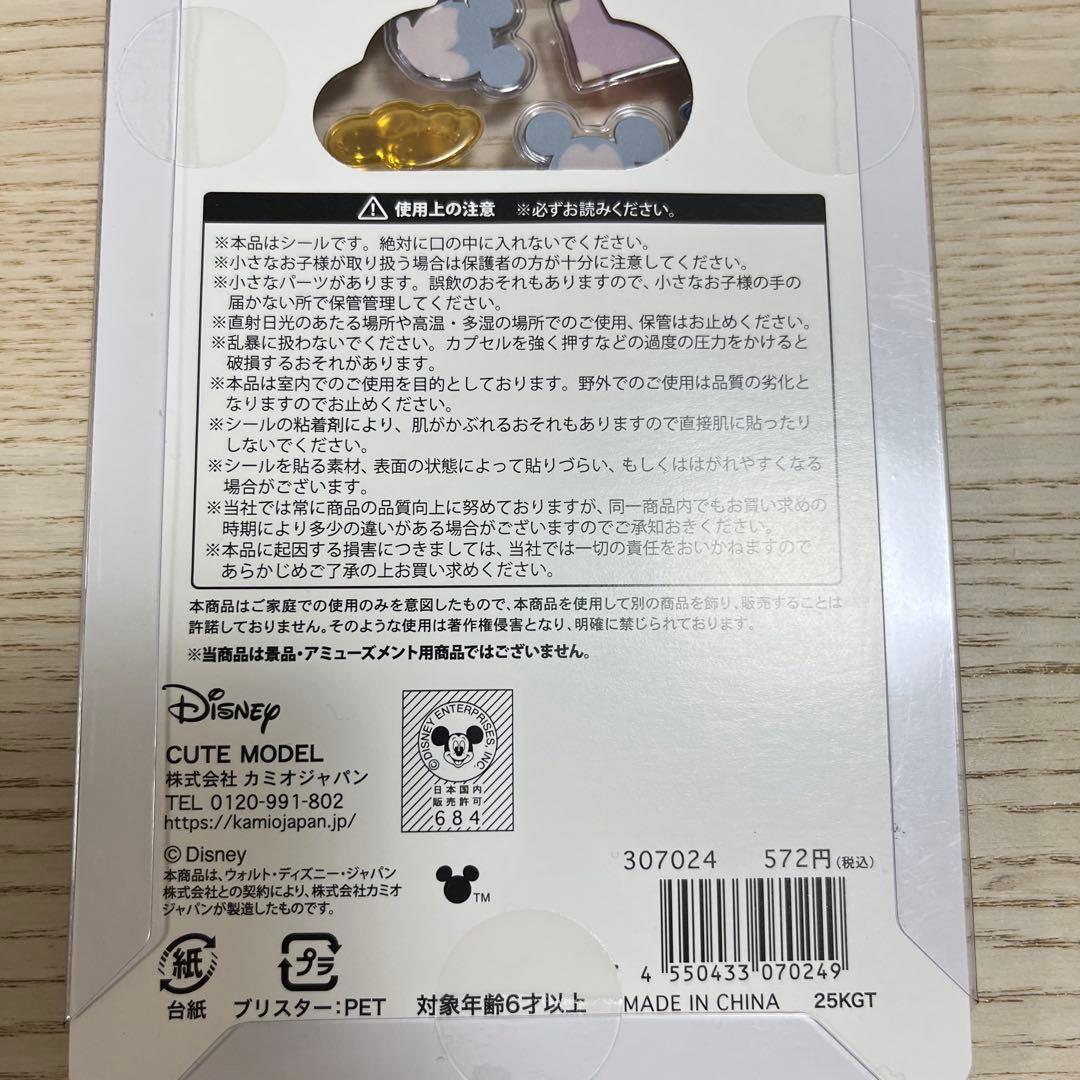 ⚠ 使用上の注意 ※必ずお読みください。
※本品はシールです。絶対に口の中に入れないでください。
※小さなお子様が取り扱う場合は保護者の方が十分に注意してください。
※小さなパーツがあります。誤飲のおそれもありますので、小さなお子様の手の
届かない所で保管管理してください。
※直射日光のあたる場所や高温・多湿の場所でのご使用、保管はお止めください。
※乱暴に扱わないでください。カプセルを強く押すなどの過度の圧力をかけると
破損するおそれがあります。
※本品は室内でのご使用を目的としております。野外でのご使用は品質の劣化と
なりますのでお止めください。
※シールの粘着剤により、肌がかぶれるおそれもありますので直接肌に貼ったり
しないでください。
※シールを貼る素材、表面の状態によって貼りづらい、もしくははがれやすくなる
場合がございます。
※当社では常に商品の品質向上に努めておりますが、同一商品内でもお買い求めの
時期により多少の違いがある場合がございますのでご承知おきください。
※本品に起因する損害につきましては、当社では一切の責任をおいかねますので
あらかじめご了承の上お買い求めください。
本商品はご家庭での使用のみを意図したもので、本商品を使用して別の商品を飾り、販売することは
許諾しておりません。そのような使用は著作権侵害となり、明確に禁じられております。
※当商品は景品・アミューズメント用商品ではございません。
Disney
CUTE MODEL
株式会社 カミオジャパン
TEL 0120-991-802
https://kamiojapan.jp/
©DISNEY ENTERPRISES, INC.
日本国内
販売許可
684
©Disney
本商品は、ウォルト・ディズニー・ジャパン
株式会社との契約により、株式会社カミオ
ジャパンが製造したものです。
TM
307024 572円(税込)
4 550433 070249
紙
プラ
台紙 ブリスター:PET 対象年齢6才以上 MADE IN CHINA 25KGT